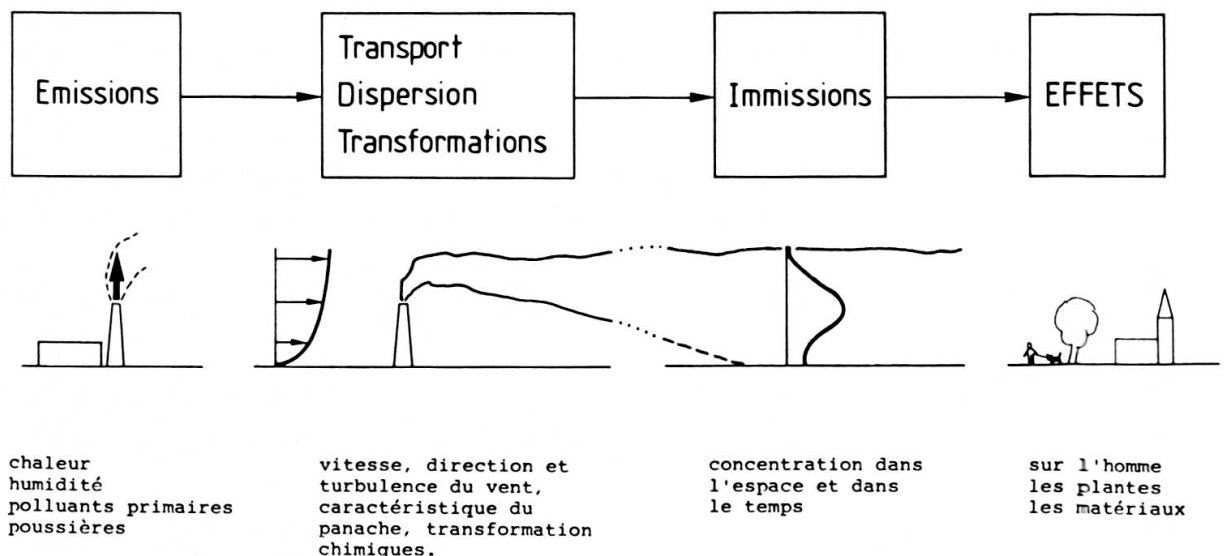 Emissions
Transport
Dispersion
Transformations
Immissions
EFFETS
chaleur
humidité
polluants primaires
poussières
vitesse, direction et
turbulence du vent,
caractéristique du
panache, transformation
chimiques.
concentration dans
l'espace et dans
le temps
sur l'homme
les plantes
les matériaux